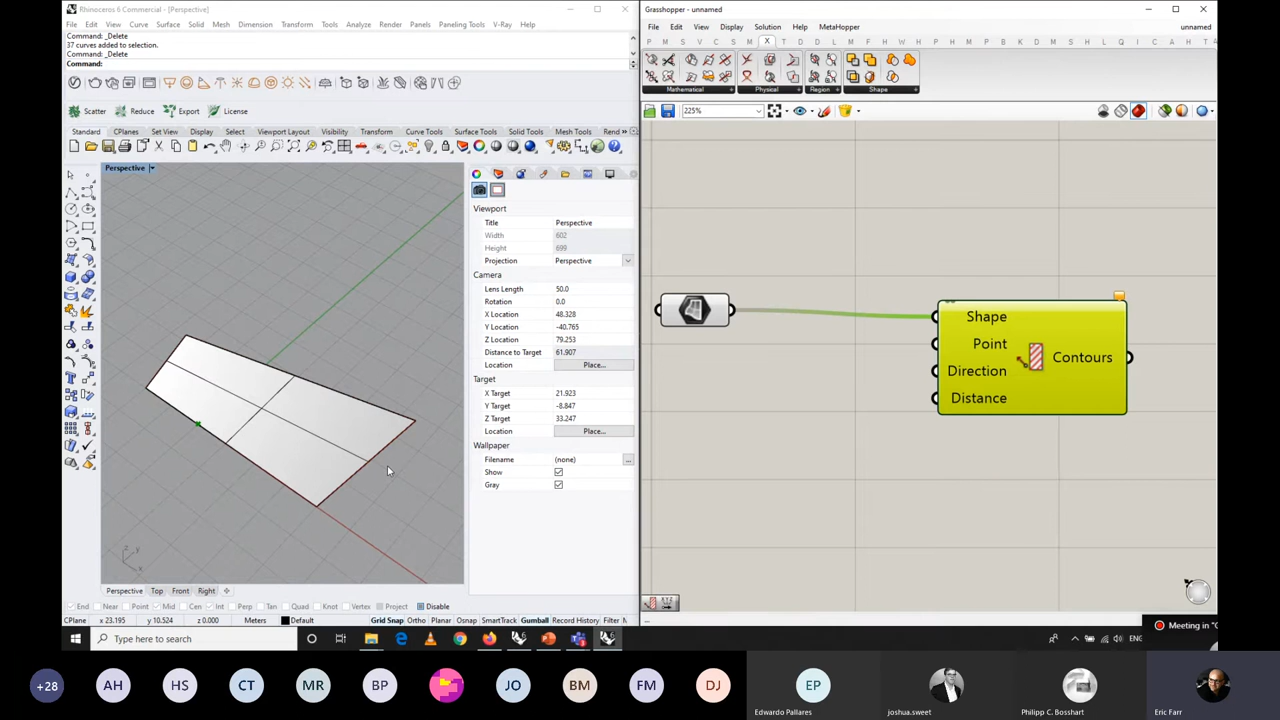 Rhinoceros 6 Commercial - [Perspective]
File Edit View Curve Surface Solid Mesh Dimension Transform Tools Analyze Render Panels Paneling Tools V-Ray Help
Command: _Delete
37 curves added to selection.
Command: _Delete
Command:
Scatter Reduce Export License
Standard CPlanes Set View Display Select Viewport Layout Visibility Transform Curve Tools Surface Tools Solid Tools Mesh Tools Rend
Perspective
Viewport
Title Perspective
Width 602
Height 699
Projection Perspective
Camera
Lens Length 50.0
Rotation 0.0
X Location 48.328
Y Location -40.765
Z Location 79.253
Distance to Target 61.907
Location Place...
Target
X Target 21.923
Y Target -8.847
Z Target 33.247
Location Place...
Wallpaper
Filename (none) ...
Show
Gray
z y x
Perspective Top Front Right
End Near Point Mid Cen Int Perp Tan Quad Knot Vertex Project Disable
CPlane x 23.195 y 10.524 z 0.000 Meters Default Grid Snap Ortho Planar Osnap SmartTrack Gumball Record History Filter M
Grasshopper - unnamed
File Edit View Display Solution Help MetaHopper unnamed
P M S V C S M I X T D D L B P W H H E M K D K A P L Q T E A C D A
Mathematical Physical Region Shape
225%
Shape
Point
Direction
Distance
Contours
XYZ
...
Type here to search
ENG
Meeting in "G
+28 AH HS CT MR BP JO BM FM DJ EP
Edwardo Pallares joshua.sweet Philipp C. Bosshart Eric Farr